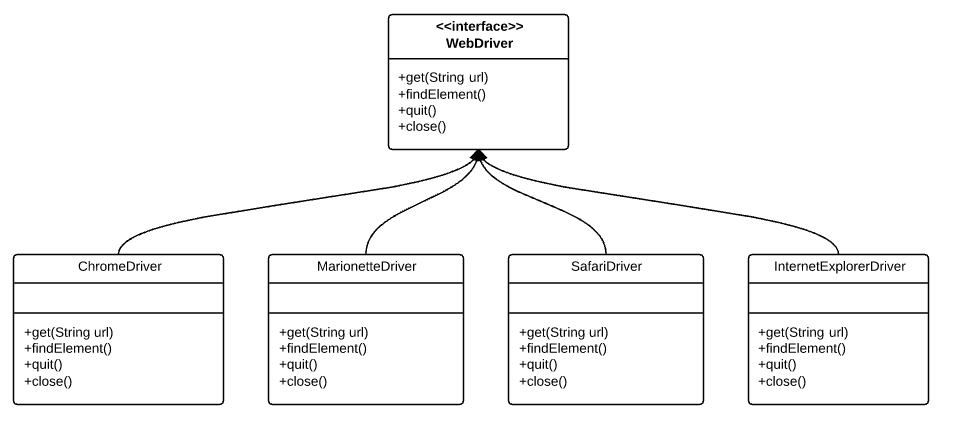 <<interface>>
WebDriver
+get(String url)
+findElement()
+quit()
+close()
ChromeDriver
+get(String url)
+findElement()
+quit()
+close()
MarionetteDriver
+get(String url)
+findElement()
+quit()
+close()
SafariDriver
+get(String url)
+findElement()
+quit()
+close()
InternetExplorerDriver
+get(String url)
+findElement()
+quit()
+close()